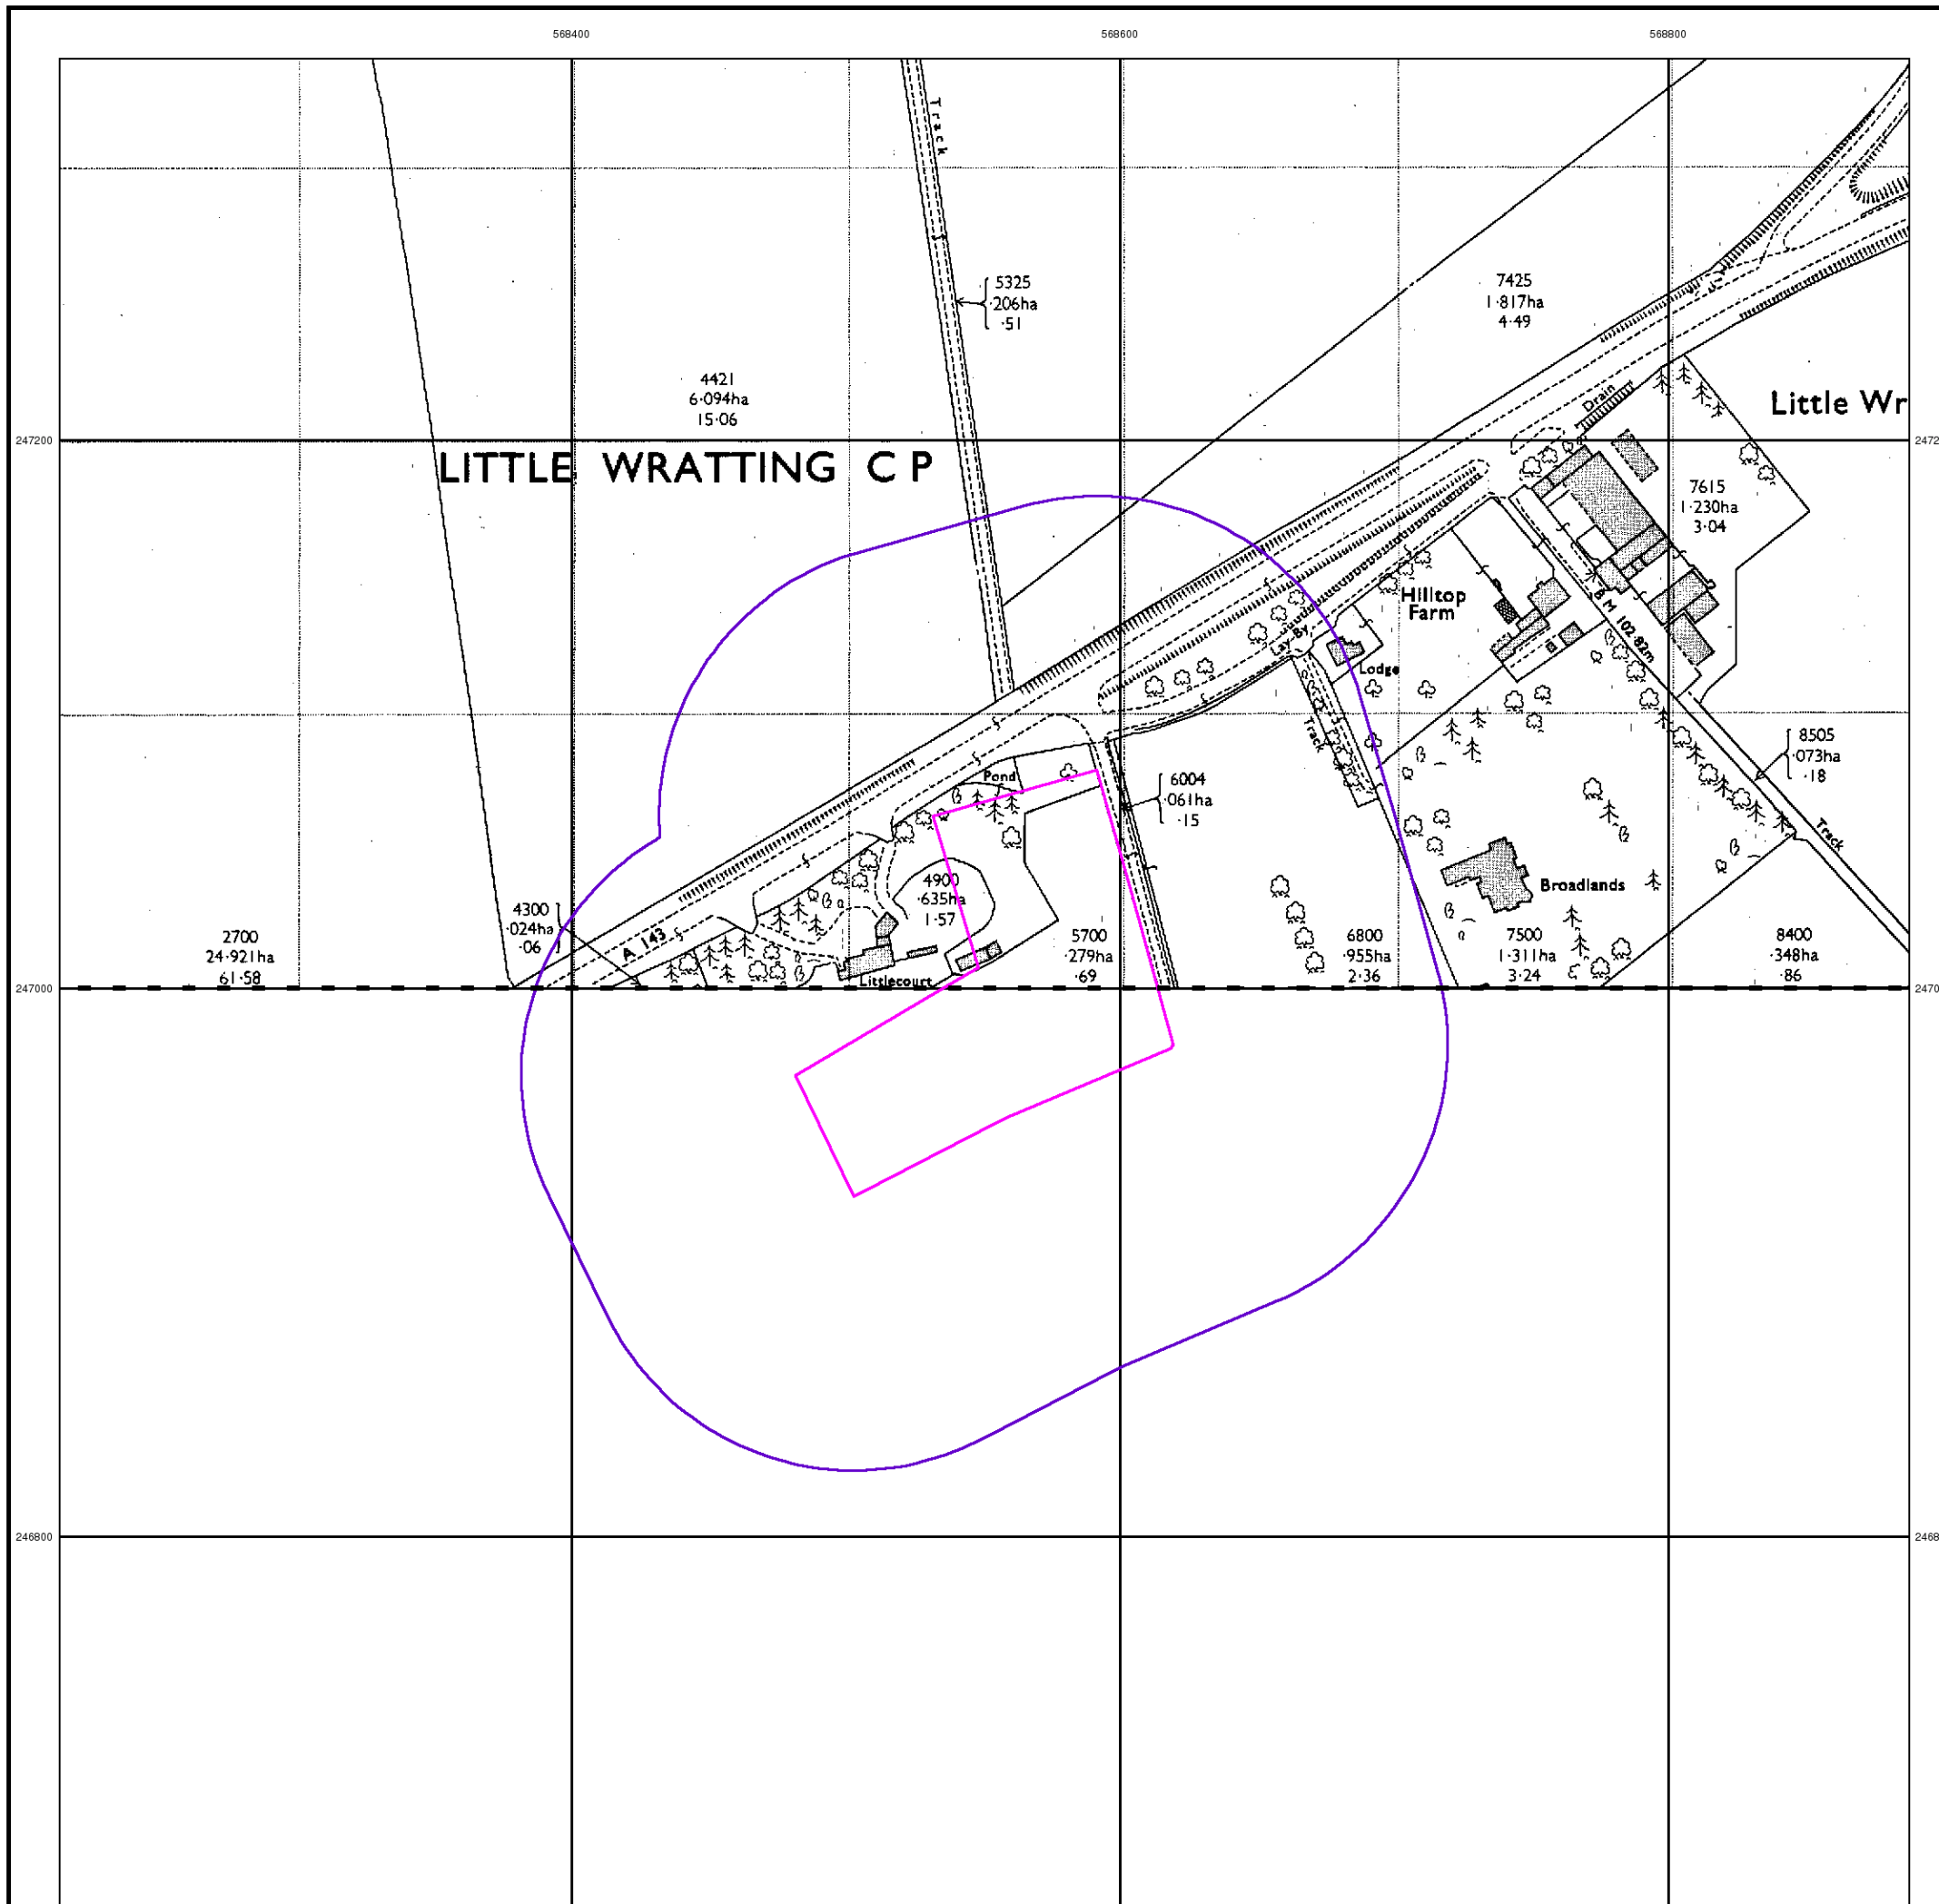 568400
568600
568800
Track
5325
·206ha
·51
7425
1·817ha
4·49
4421
6·094ha
15·06
Drain
Little Wr
247200
2472
LITTLE WRATTING C P
7615
1·230ha
3·04
Hilltop
Farm
B M 102·82m
Lay-By
Lodge
Track
Pond
6004
·061ha
·15
8505
·073ha
·18
Track
4900
·635ha
1·57
Broadlands
4300
·024ha
·06
A 143
2700
24·921ha
61·58
5700
·279ha
·69
6800
·955ha
2·36
7500
1·311ha
3·24
8400
·348ha
·86
Littlecourt
247000
2470
246800
2468